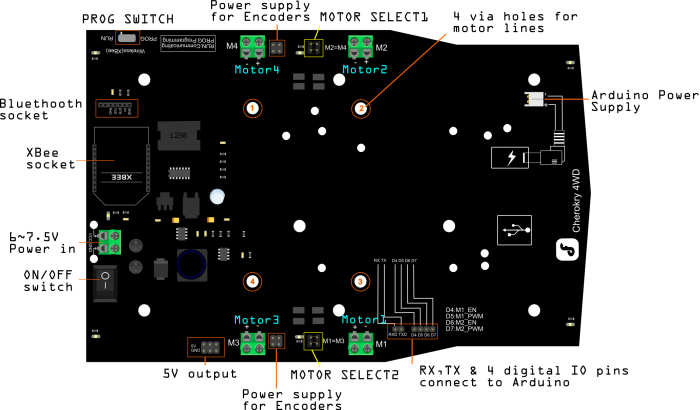 PROG SWITCH
Power supply
for Encoders
MOTOR SELECT1
4 via holes for
motor lines
RUN
PROG
Wireless(XBee)
RUN:Communicating
PROG:Programming
M4
- +
Motor4
M2=M4
M2
- +
Motor2
Bluethooth
socket
Arduino Power
Supply
1
2
L298
XBee
socket
XBEE
Cherokry 4WD
6~7.5V
Power in
ON/OFF
switch
4
3
RX TX D4 D5 D6 D7
D4:M1_EN
D5:M1_PWM
D6:M2_EN
D7:M2_PWM
Motor3
+ -
M3
M1=M3
Motor1
+ -
M1
RXD TXD D4 D5 D6 D7
5V
GND
5V output
Power supply
for Encoders
MOTOR SELECT2
RX,TX & 4 digital IO pins
connect to Arduino